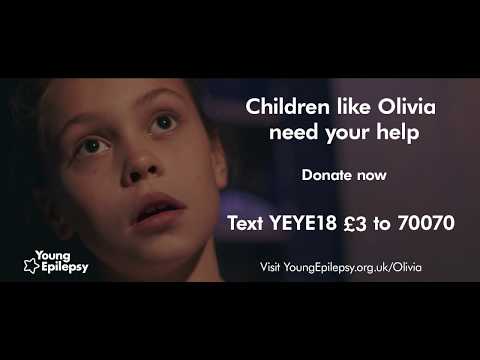 Children like Olivia
need your help
Donate now
Text YEYE18 £3 to 70070
Young
Epilepsy
Visit YoungEpilepsy.org.uk/Olivia